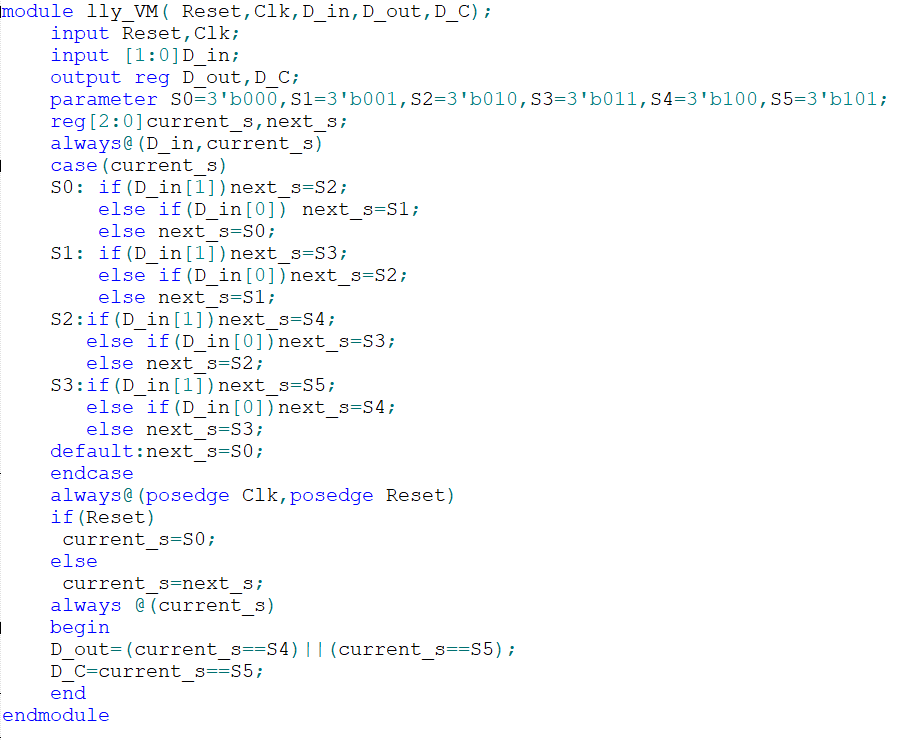 module lly_VM( Reset,Clk,D_in,D_out,D_C);
    input Reset,Clk;
    input [1:0]D_in;
    output reg D_out,D_C;
    parameter S0=3'b000,S1=3'b001,S2=3'b010,S3=3'b011,S4=3'b100,S5=3'b101;
    reg[2:0]current_s,next_s;
    always@(D_in,current_s)
    case(current_s)
    S0: if(D_in[1])next_s=S2;
        else if(D_in[0]) next_s=S1;
        else next_s=S0;
    S1: if(D_in[1])next_s=S3;
        else if(D_in[0])next_s=S2;
        else next_s=S1;
    S2:if(D_in[1])next_s=S4;
       else if(D_in[0])next_s=S3;
       else next_s=S2;
    S3:if(D_in[1])next_s=S5;
       else if(D_in[0])next_s=S4;
       else next_s=S3;
    default:next_s=S0;
    endcase
    always@(posedge Clk,posedge Reset)
    if(Reset)
     current_s=S0;
    else
     current_s=next_s;
    always @(current_s)
    begin
    D_out=(current_s==S4)||(current_s==S5);
    D_C=current_s==S5;
    end
endmodule